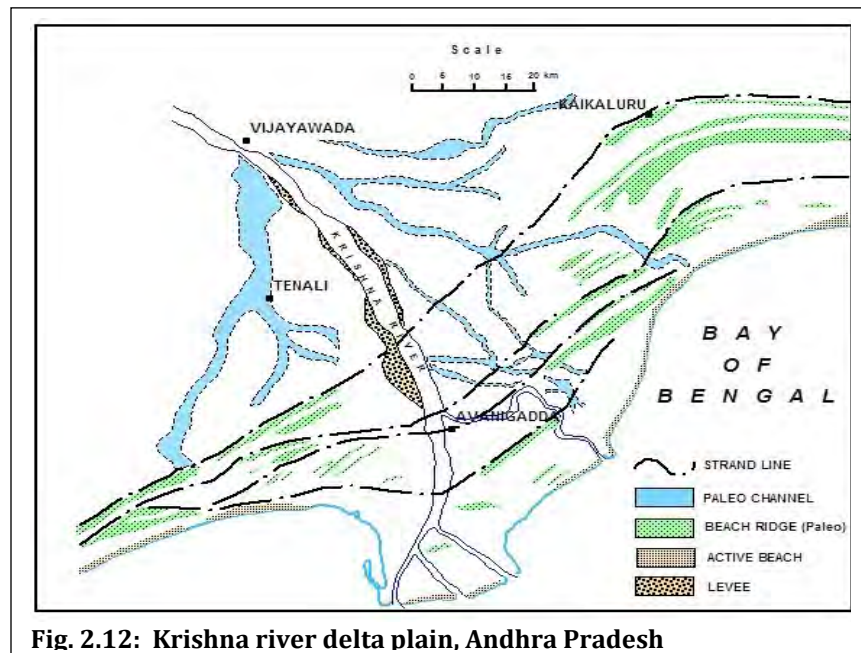 Scale
0 5 10 15 20 km
KAIKALURU
VIJAYAWADA
KRISHNA RIVER
TENALI
BAY
OF
BENGAL
AVANIGADDA
STRAND LINE
PALEO CHANNEL
BEACH RIDGE (Paleo)
ACTIVE BEACH
LEVEE
Fig. 2.12: Krishna river delta plain, Andhra Pradesh